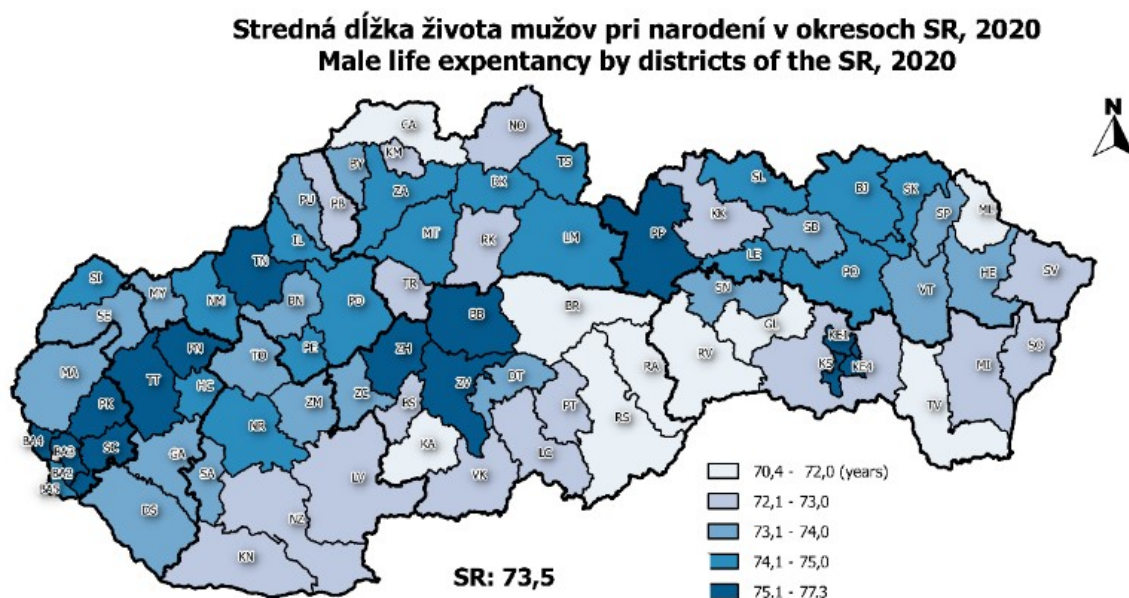 Stredná dĺžka života mužov pri narodení v okresoch SR, 2020
Male life expentancy by districts of the SR, 2020
N
CA
NO
KM
BY
TS
PU
PB
ZA
DK
SL
BJ
SK
ML
KK
SP
SB
IL
MT
RK
LM
PP
LE
PO
HE
SV
TN
VT
SI
MY
NM
BN
PD
TR
SN
SE
BB
BR
GL
PN
TO
PE
ZH
RA
RV
KE1
SO
MA
TT
HC
ZV
DT
KS
KE4
MI
ZM
ZC
BS
PT
RS
PK
NR
KA
TV
BA4
BA3
SC
GA
SA
LV
VK
LC
BA2
BA5
DS
NZ
KN
SR: 73,5
70,4 - 72,0 (years)
72,1 - 73,0
73,1 - 74,0
74,1 - 75,0
75,1 - 77,3